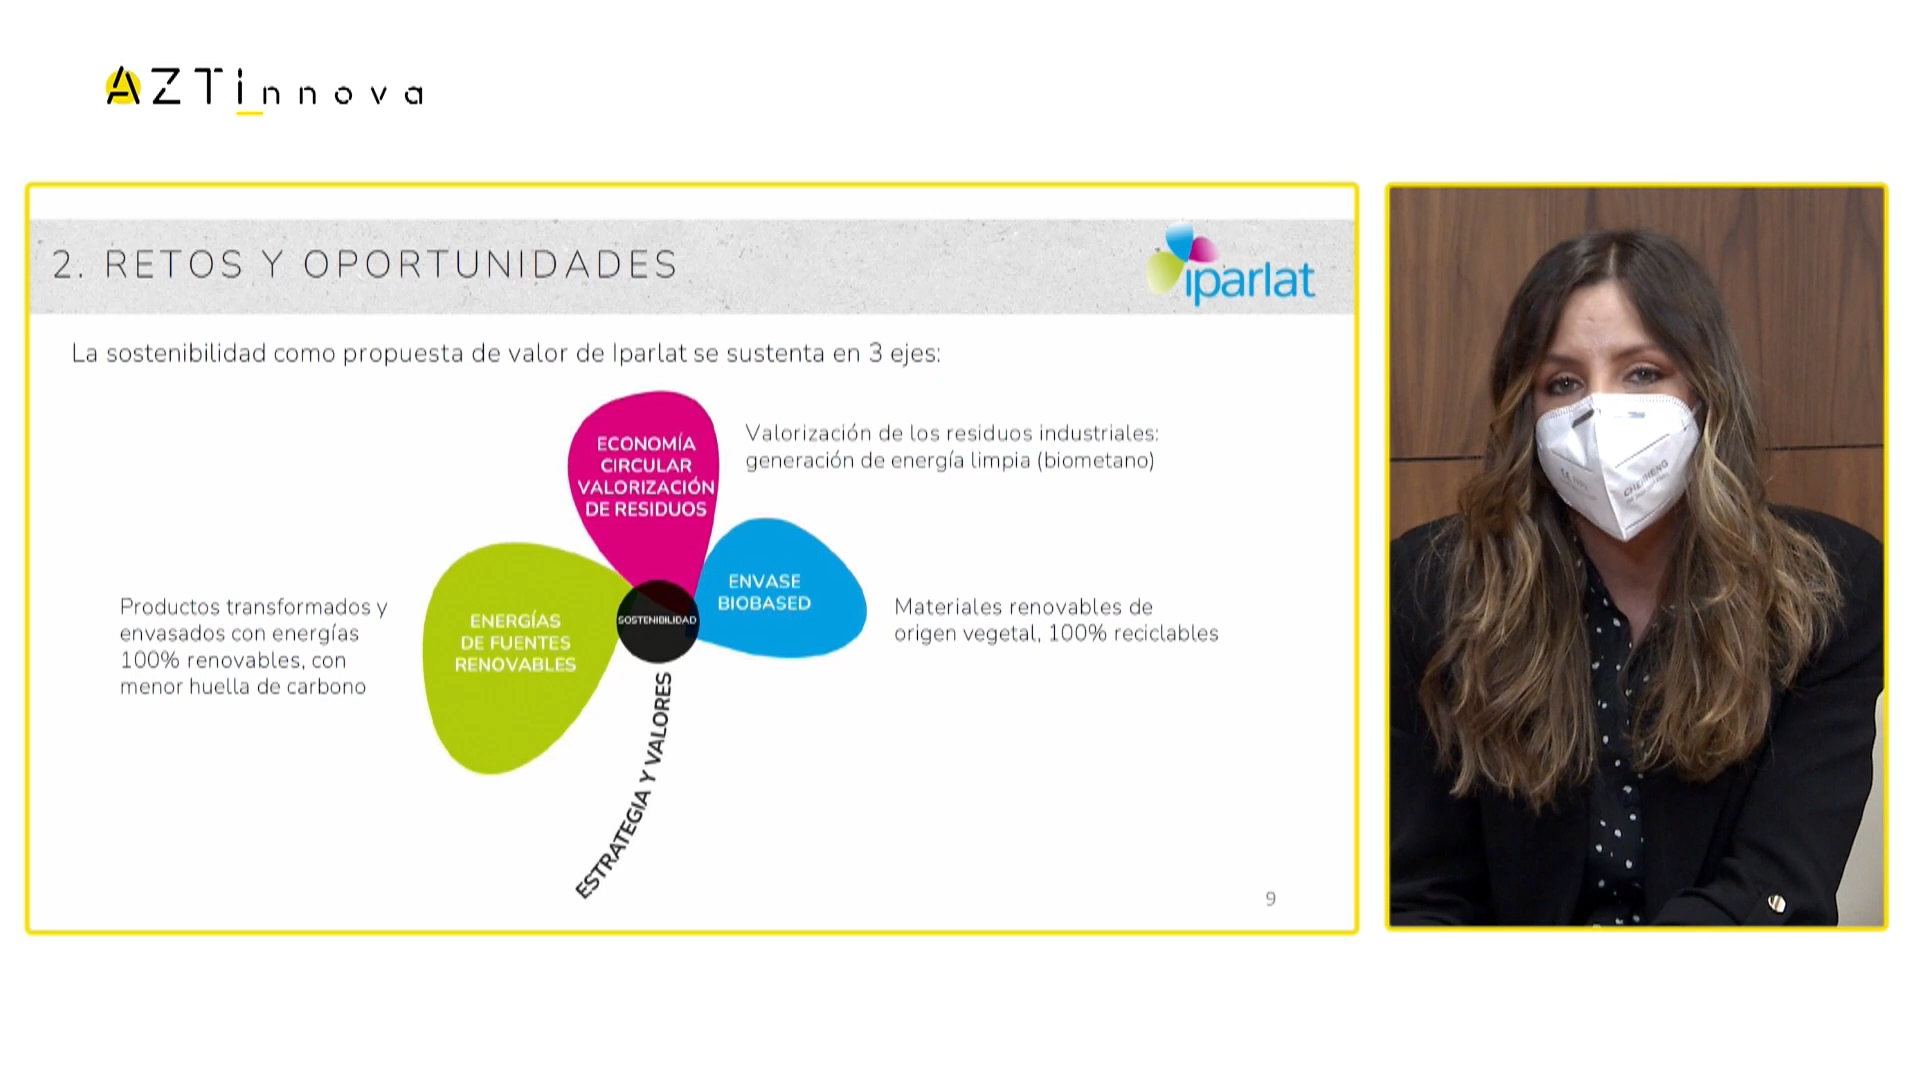 AZTInnova
2. RETOS Y OPORTUNIDADES
iparlat
La sostenibilidad como propuesta de valor de Iparlat se sustenta en 3 ejes:
ECONOMÍA
CIRCULAR
VALORIZACIÓN
DE RESIDUOS
Valorización de los residuos industriales:
generación de energía limpia (biometano)
ENVASE
BIOBASED
Materiales renovables de
origen vegetal, 100% reciclables
Productos transformados y
envasados con energías
100% renovables, con
menor huella de carbono
ENERGÍAS
DE FUENTES
RENOVABLES
SOSTENIBILIDAD
ESTRATEGIA Y VALORES
9